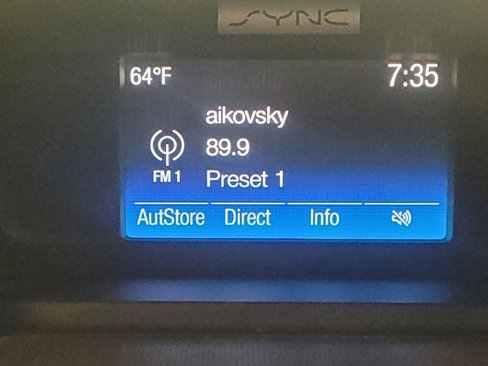 SYNC
64°F 7:35
aikovsky
89.9
FM 1 Preset 1
AutStore Direct Info